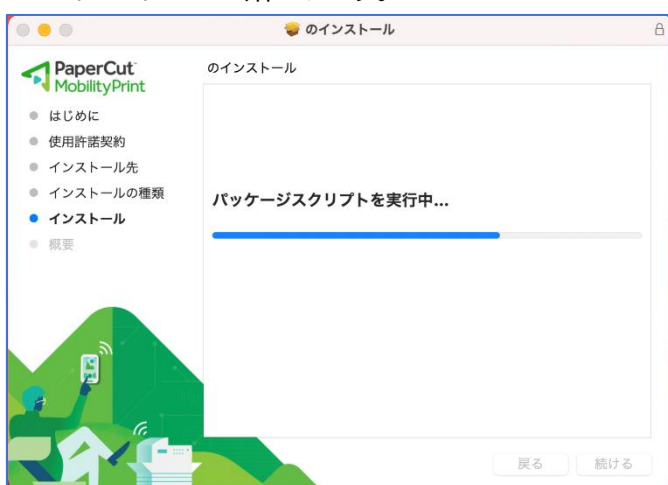 のインストール
PaperCut
MobilityPrint
のインストール
はじめに
使用許諾契約
インストール先
インストールの種類
インストール
概要
パッケージスクリプトを実行中...
戻る
続ける